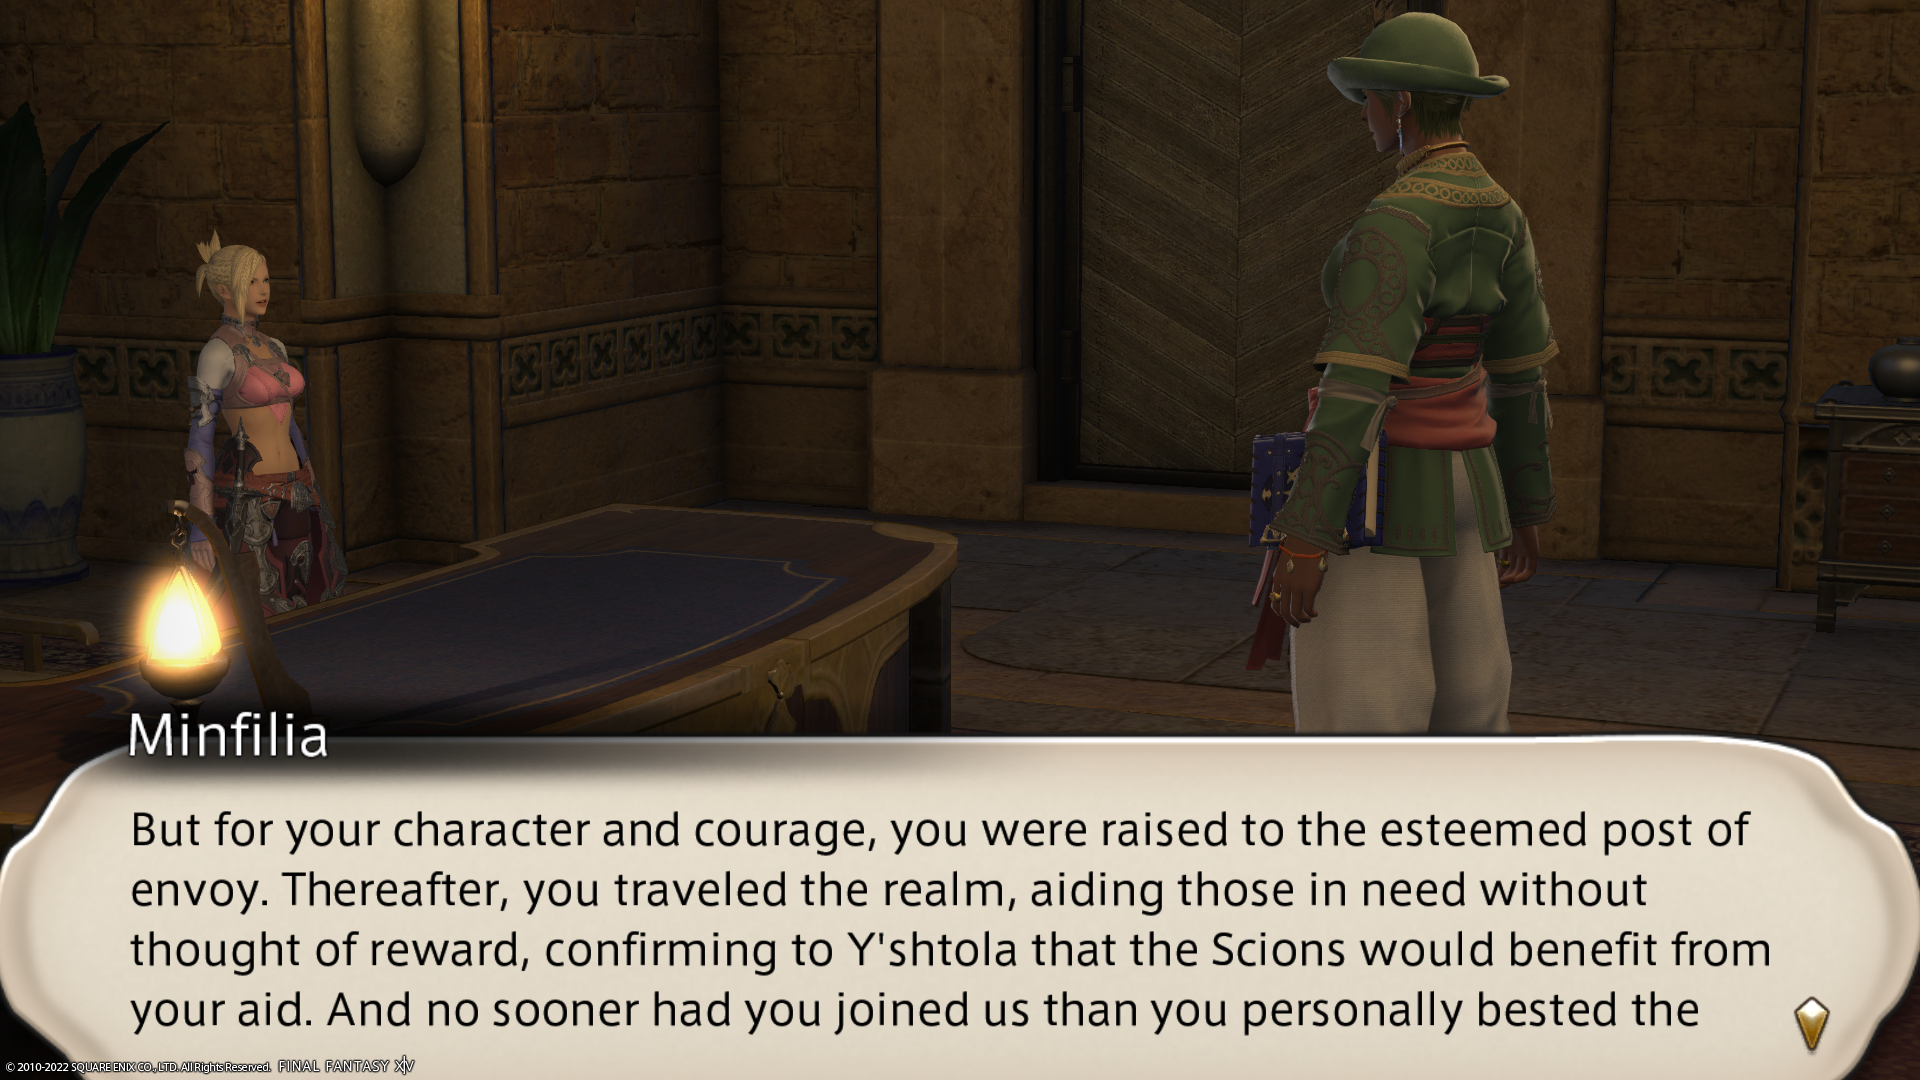 Minfilia
But for your character and courage, you were raised to the esteemed post of
envoy. Thereafter, you traveled the realm, aiding those in need without
thought of reward, confirming to Y'shtola that the Scions would benefit from
your aid. And no sooner had you joined us than you personally bested the
© 2010-2022 SQUARE ENIX CO., LTD. All Rights Reserved. FINAL FANTASY XIV